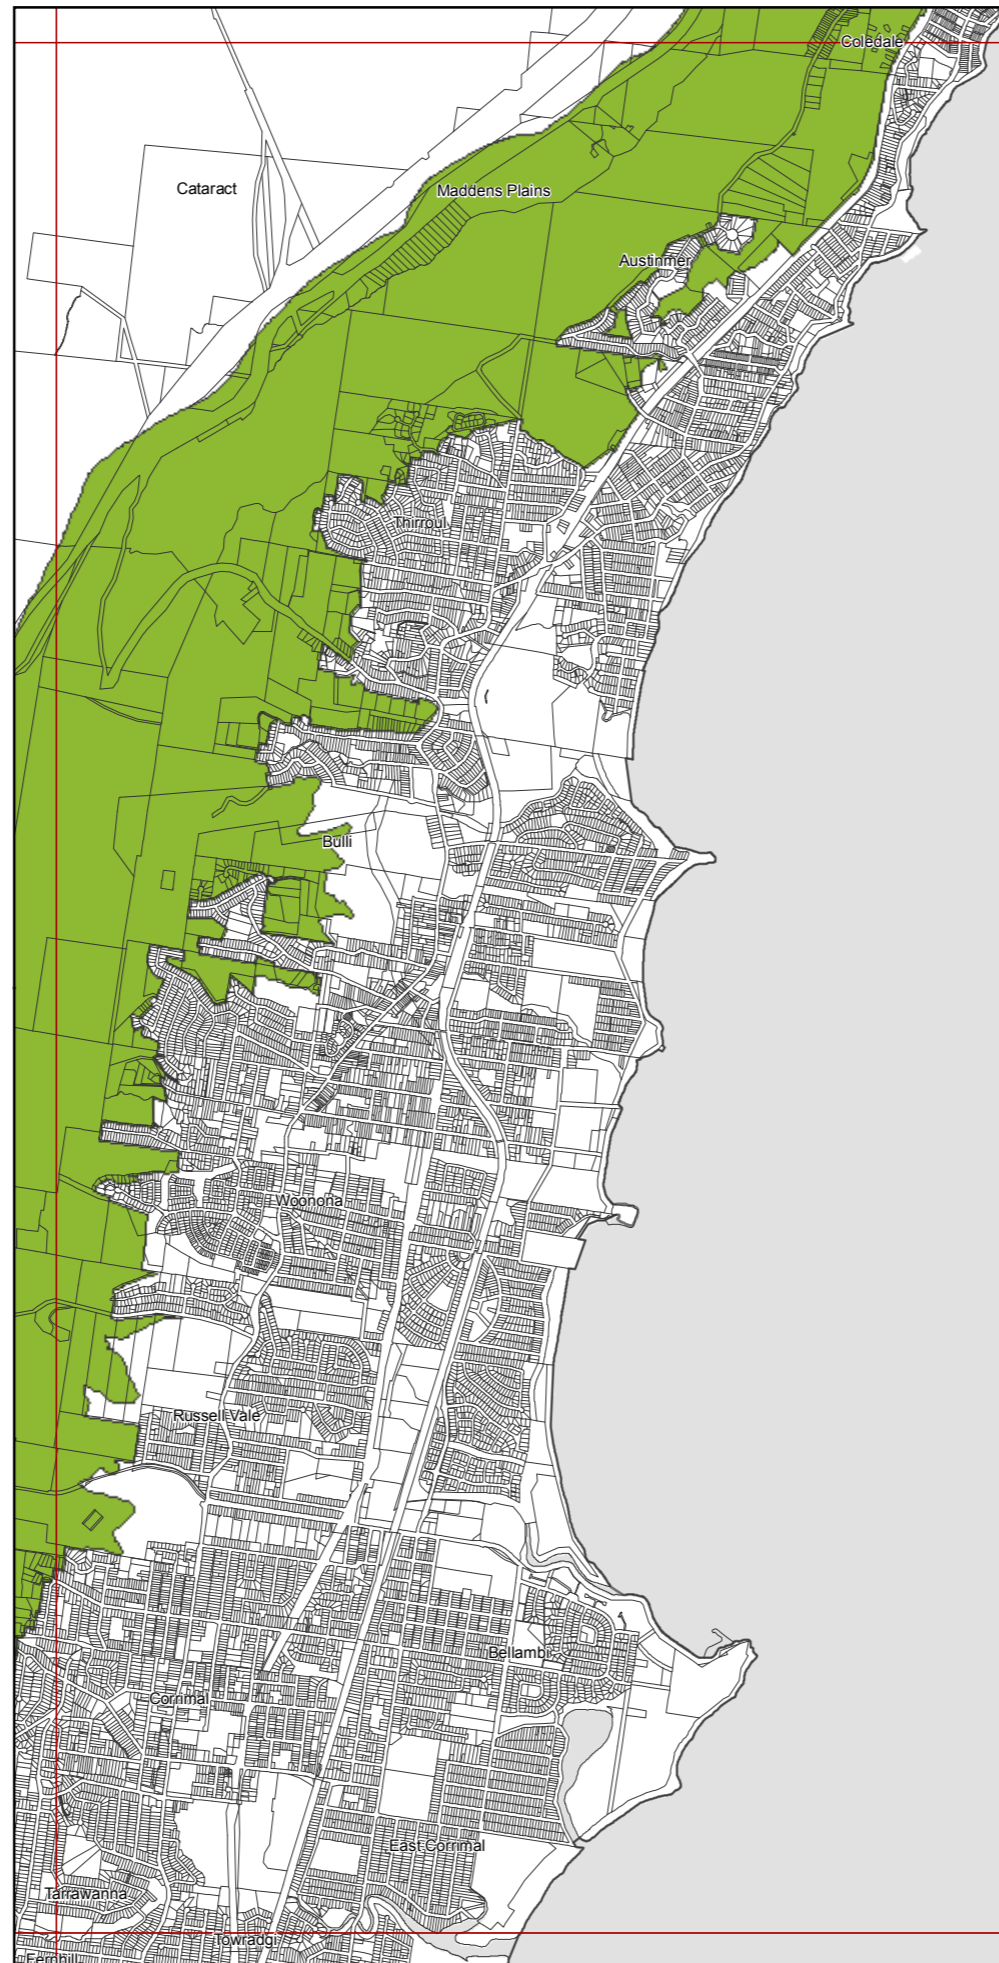 Coledale
Cataract
Maddens Plains
Austinmer
Thirroul
Bulli
Woonona
Russell Vale
Bellambi
Corrimal
East Corrimal
Tarrawanna
Towradgi
Fernhill